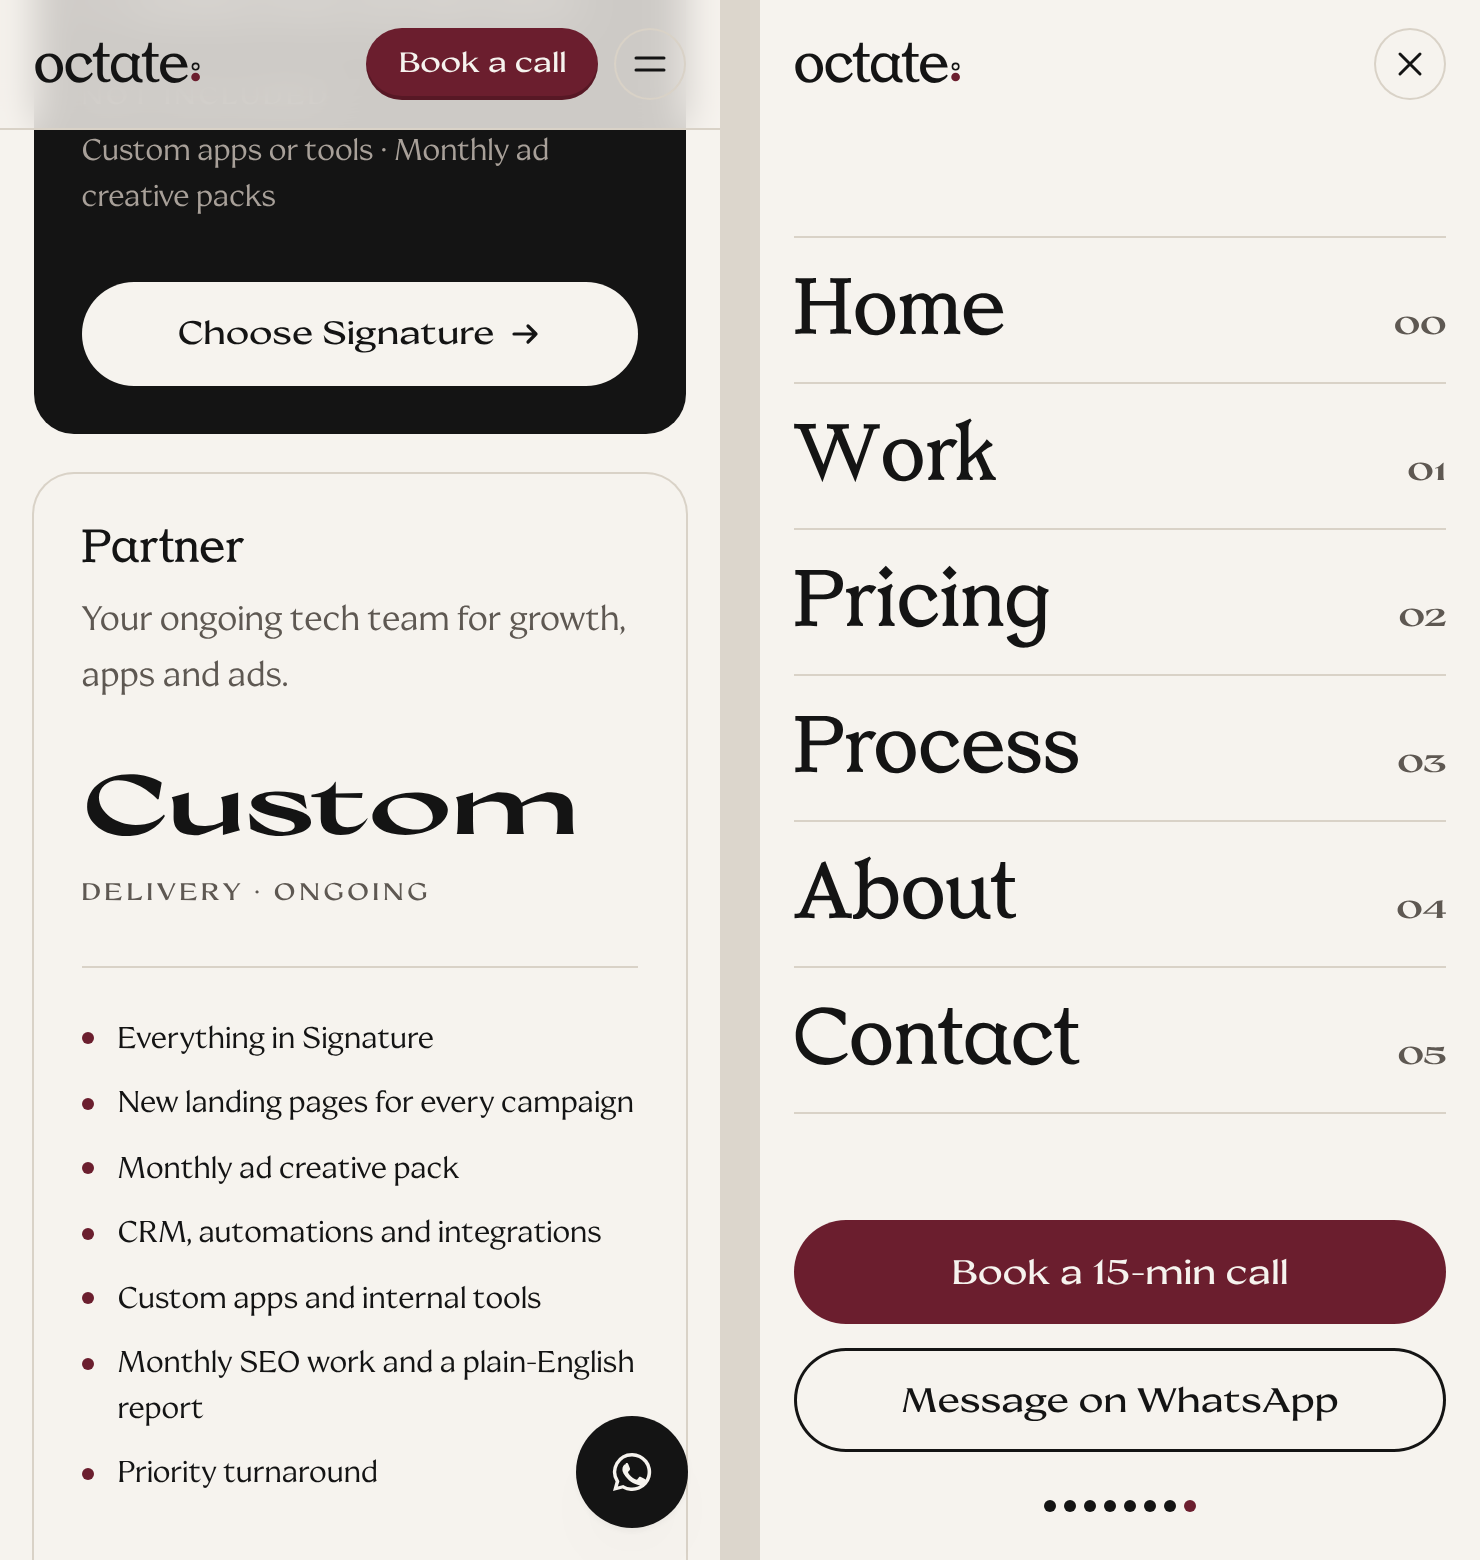 octate
Book a call
Custom apps or tools · Monthly ad
creative packs
Choose Signature →
Partner
Your ongoing tech team for growth,
apps and ads.
Custom
DELIVERY · ONGOING
Everything in Signature
New landing pages for every campaign
Monthly ad creative pack
CRM, automations and integrations
Custom apps and internal tools
Monthly SEO work and a plain-English
report
Priority turnaround
octate
Home
00
Work
01
Pricing
02
Process
03
About
04
Contact
05
Book a 15-min call
Message on WhatsApp